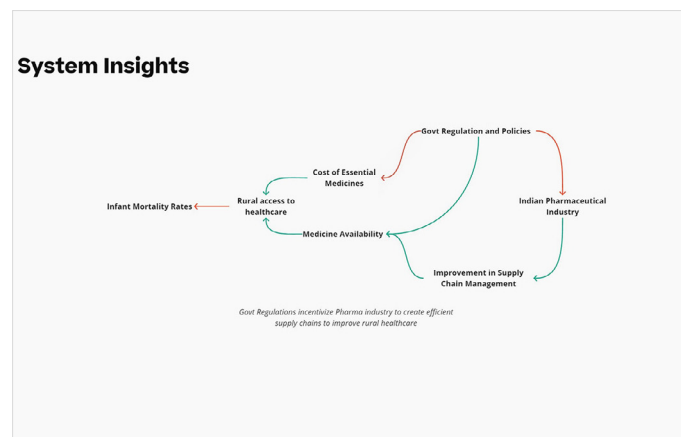 System Insights
Govt Regulation and Policies
Cost of Essential
Medicines
Infant Mortality Rates
Rural access to
healthcare
Indian Pharmaceutical
Industry
Medicine Availability
Improvement in Supply
Chain Management
Govt Regulations incentivize Pharma industry to create efficient
supply chains to improve rural healthcare